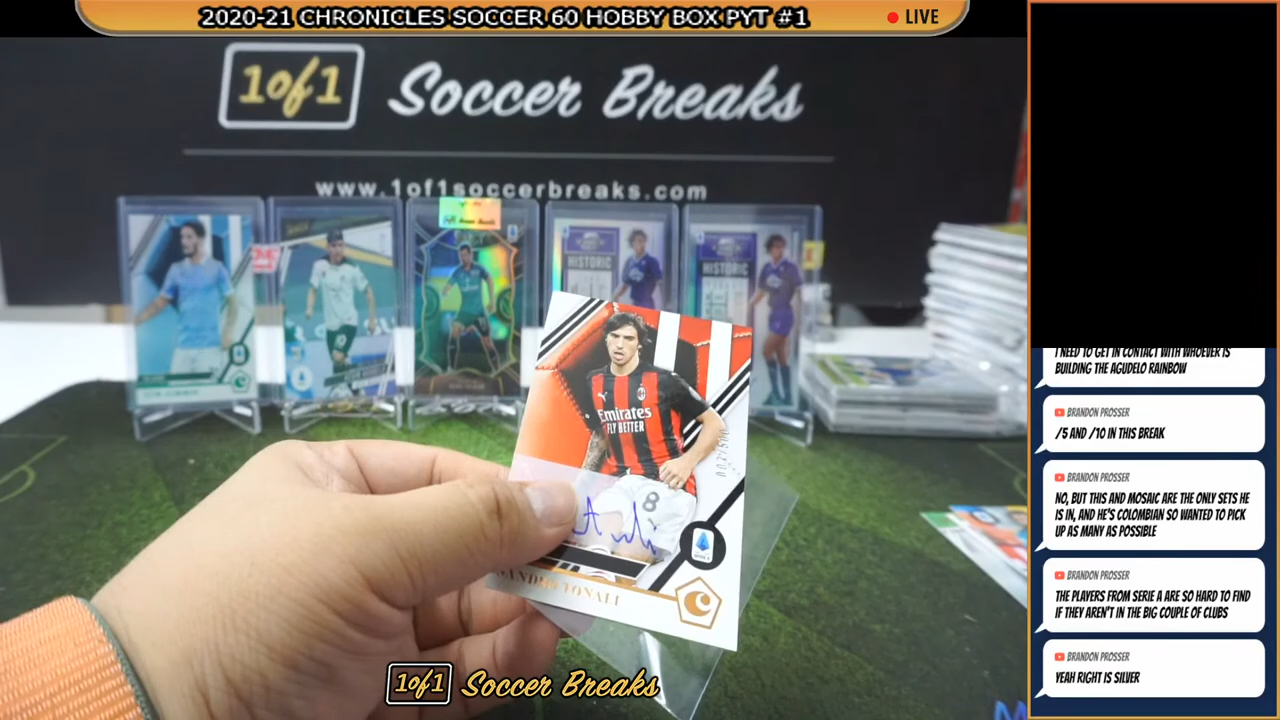 2020-21 CHRONICLES SOCCER 60 HOBBY BOX PYT #1
LIVE
1of1 Soccer Breaks
www.1of1soccerbreaks.com
HISTORIC
HISTORIC
Emirates
FLY BETTER
8
SANDRO TONALI
C
1of1 Soccer Breaks
I NEED TO GET IN CONTACT WITH WHOEVER IS
BUILDING THE AGUDELO RAINBOW
BRANDON PROSSER
/5 AND /10 IN THIS BREAK
BRANDON PROSSER
NO, BUT THIS AND MOSAIC ARE THE ONLY SETS HE
IS IN, AND HE'S COLOMBIAN SO WANTED TO PICK
UP AS MANY AS POSSIBLE
BRANDON PROSSER
THE PLAYERS FROM SERIE A ARE SO HARD TO FIND
IF THEY AREN'T IN THE BIG COUPLE OF CLUBS
BRANDON PROSSER
YEAH RIGHT IS SILVER